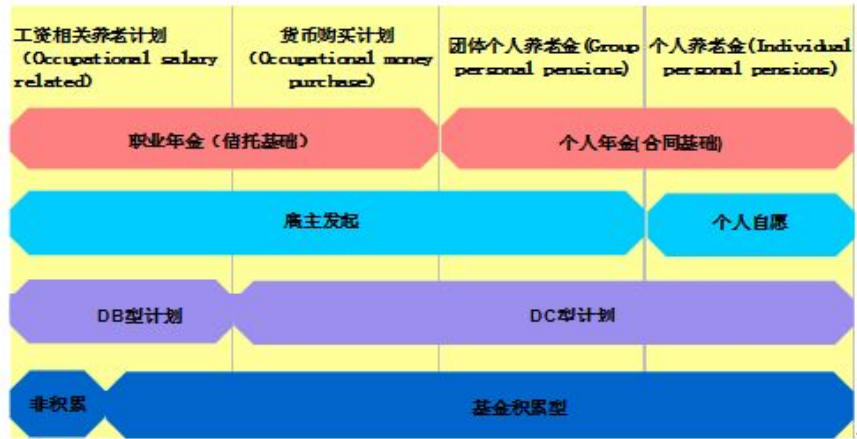 工资相关养老计划
（Occupational salary
related）
货币购买计划
（Occupational money
purchase）
团体个人养老金(Group
personal pensions)
个人养老金(Individual
personal pensions)
职业年金（信托基础）
个人年金(合同基础)
雇主发起
个人自愿
DB型计划
DC型计划
非积累
基金积累型